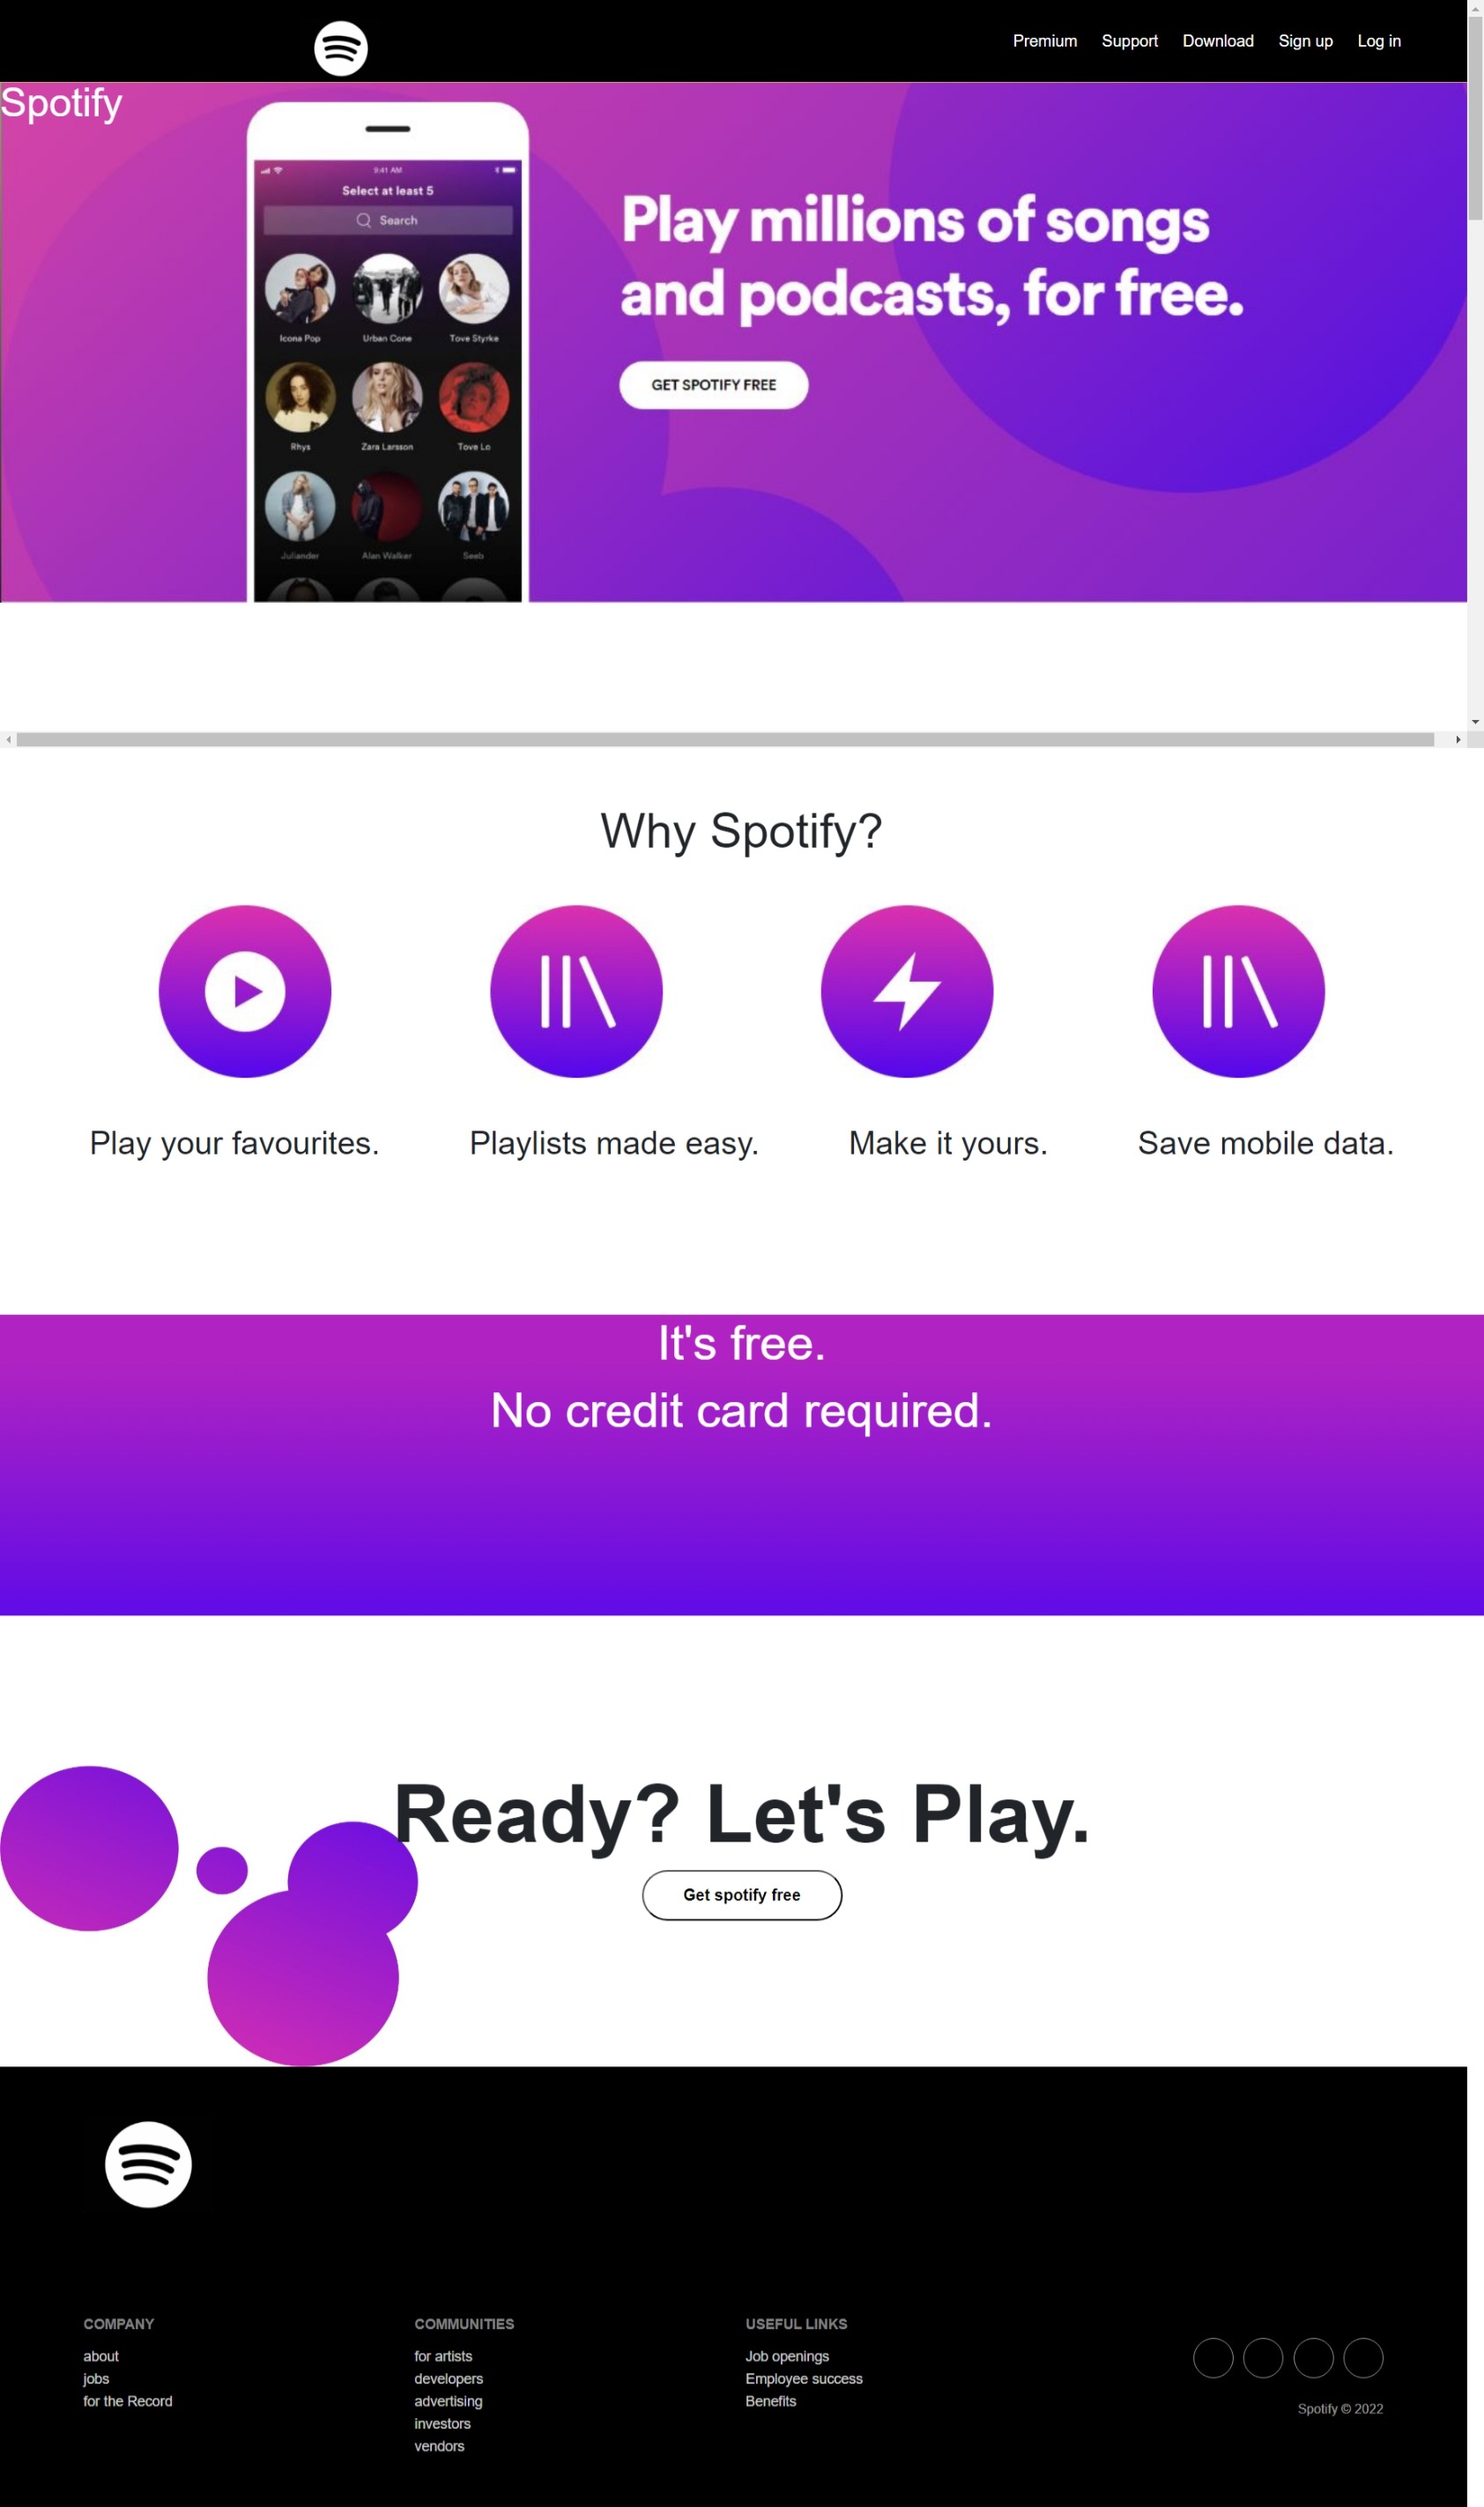 Premium Support Download Sign up Log in
Spotify
9:41 AM
Select at least 5
Search
Icona Pop Urban Cone Tove Styrke
Rhys Zara Larsson Tove Lo
Juliander Alan Walker Seeb
Play millions of songs
and podcasts, for free.
GET SPOTIFY FREE
Why Spotify?
Play your favourites. Playlists made easy. Make it yours. Save mobile data.
It's free.
No credit card required.
Ready? Let's Play.
Get spotify free
COMPANY
about
jobs
for the Record
COMMUNITIES
for artists
developers
advertising
investors
vendors
USEFUL LINKS
Job openings
Employee success
Benefits
Spotify © 2022